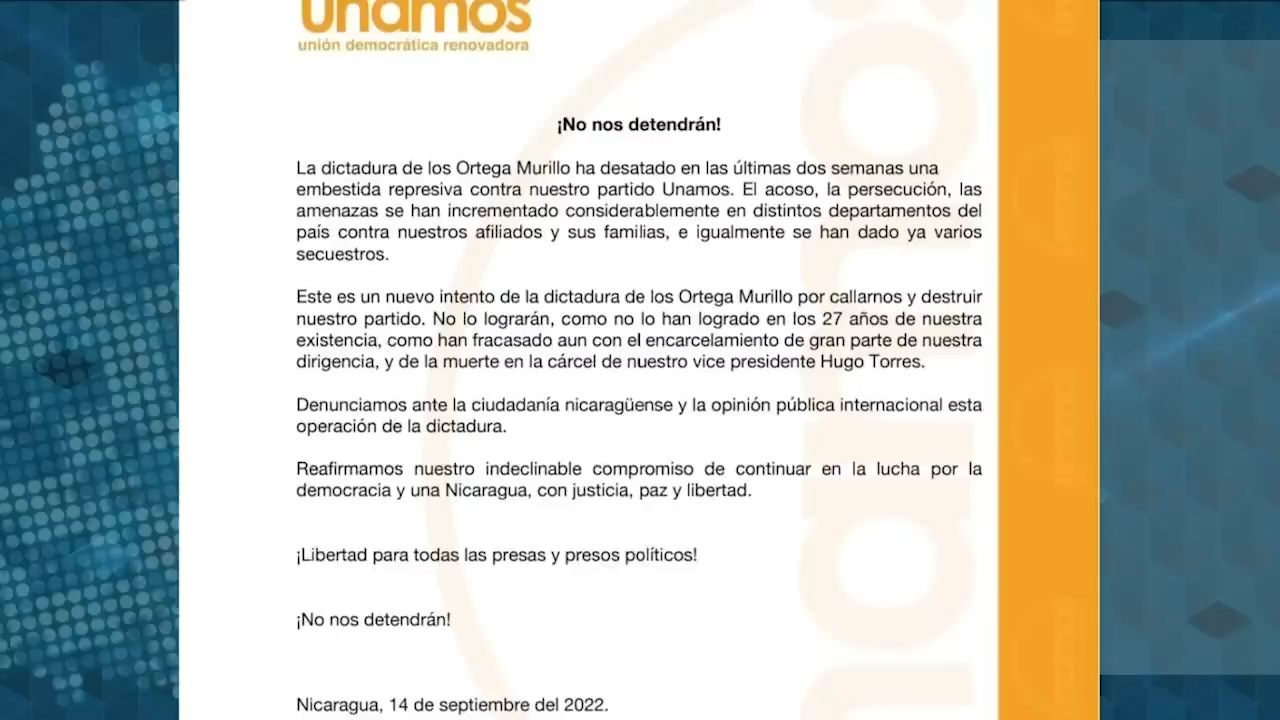 unamos
unión democrática renovadora
¡No nos detendrán!
La dictadura de los Ortega Murillo ha desatado en las últimas dos semanas una
embestida represiva contra nuestro partido Unamos. El acoso, la persecución, las
amenazas se han incrementado considerablemente en distintos departamentos del
país contra nuestros afiliados y sus familias, e igualmente se han dado ya varios
secuestros.
Este es un nuevo intento de la dictadura de los Ortega Murillo por callarnos y destruir
nuestro partido. No lo lograrán, como no lo han logrado en los 27 años de nuestra
existencia, como han fracasado aun con el encarcelamiento de gran parte de nuestra
dirigencia, y de la muerte en la cárcel de nuestro vice presidente Hugo Torres.
Denunciamos ante la ciudadanía nicaragüense y la opinión pública internacional esta
operación de la dictadura.
Reafirmamos nuestro indeclinable compromiso de continuar en la lucha por la
democracia y una Nicaragua, con justicia, paz y libertad.
¡Libertad para todas las presas y presos políticos!
¡No nos detendrán!
Nicaragua, 14 de septiembre del 2022.